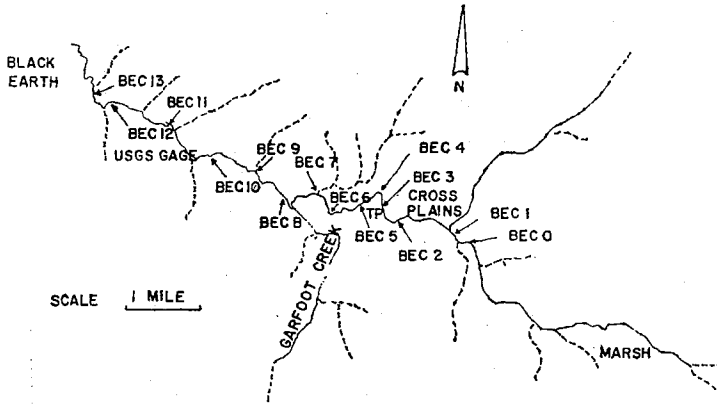 BLACK
EARTH
BEC 13
BEC 11
BEC 12
USGS GAGE
BEC 10
BEC 9
BEC 8
BEC 7
BEC 6
BEC 5
TP
BEC 4
BEC 3
CROSS
PLAINS
BEC 2
BEC 1
BEC 0
N
GARFOOT CREEK
SCALE 1 MILE
MARSH